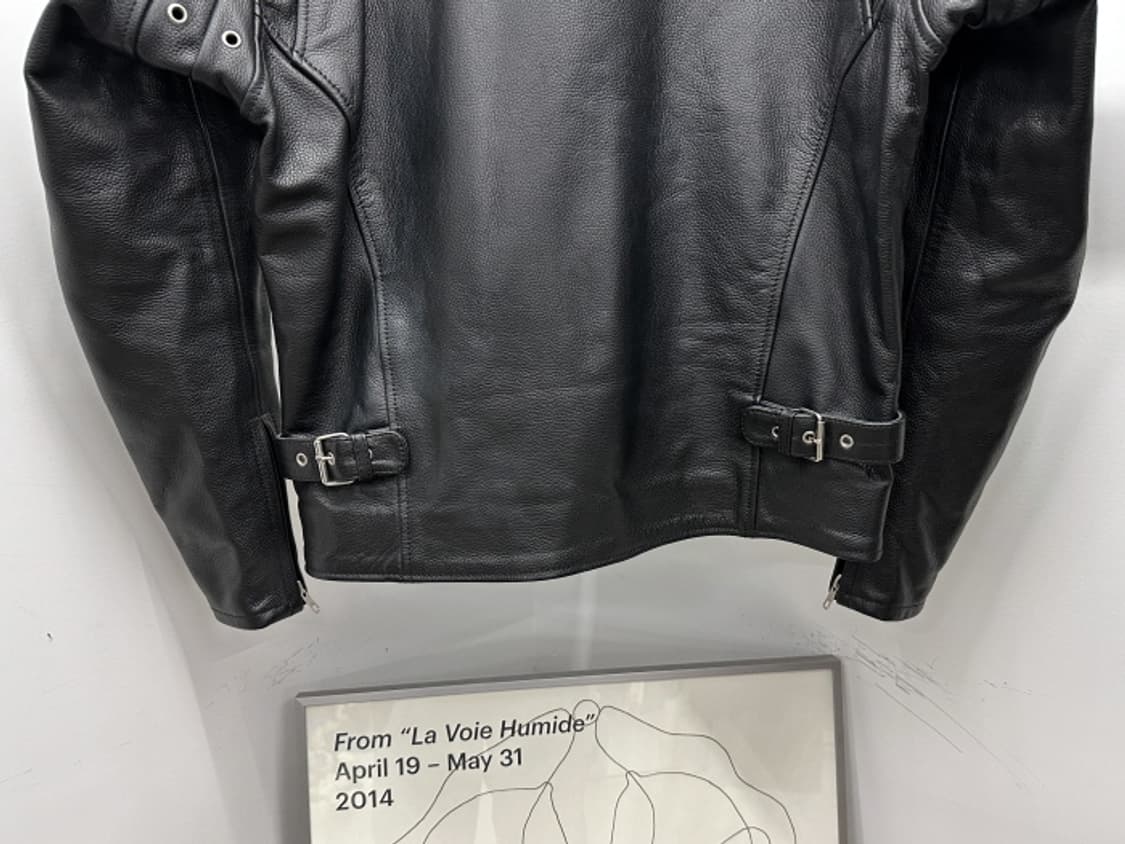 From “La Voie Humide”
April 19 – May 31
2014